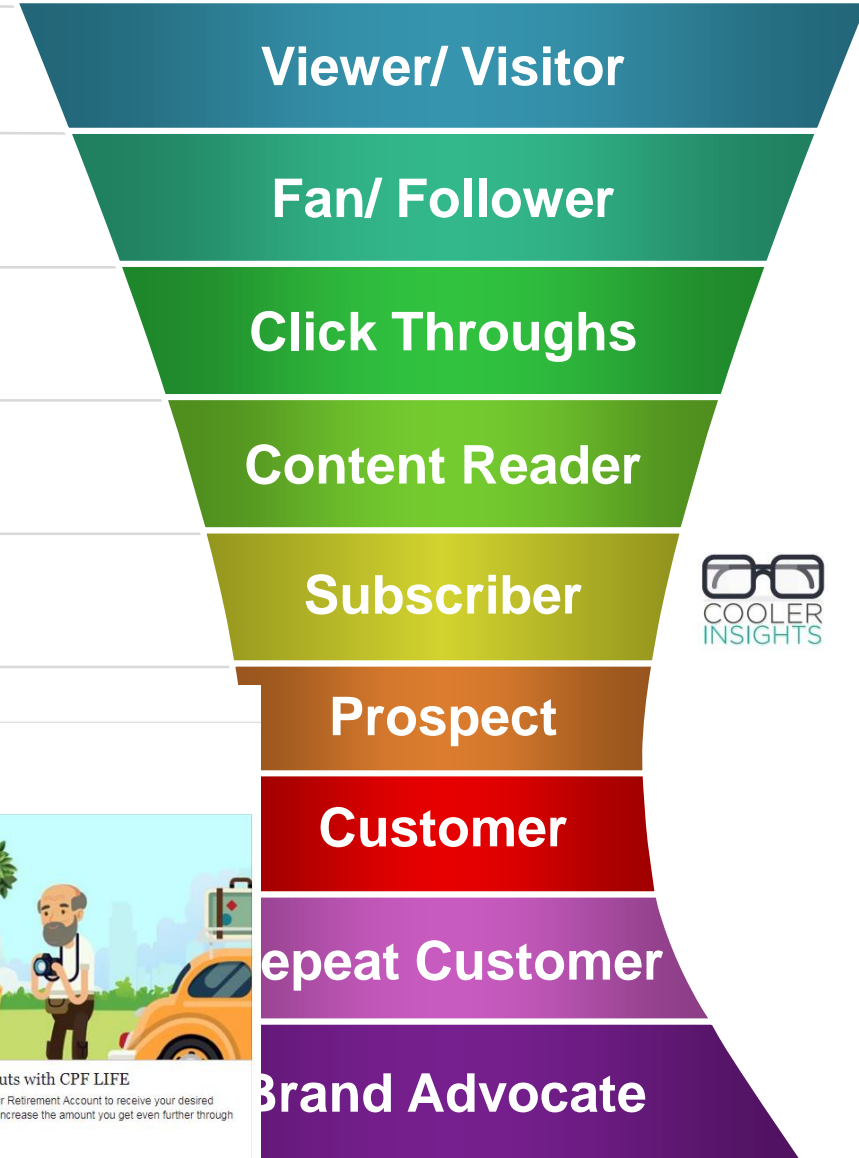 Viewer/ Visitor
Fan/ Follower
Click Throughs
Content Reader
Subscriber
COOLER
INSIGHTS
Prospect
Customer
epeat Customer
Brand Advocate
uts with CPF LIFE
r Retirement Account to receive your desired
ncrease the amount you get even further through